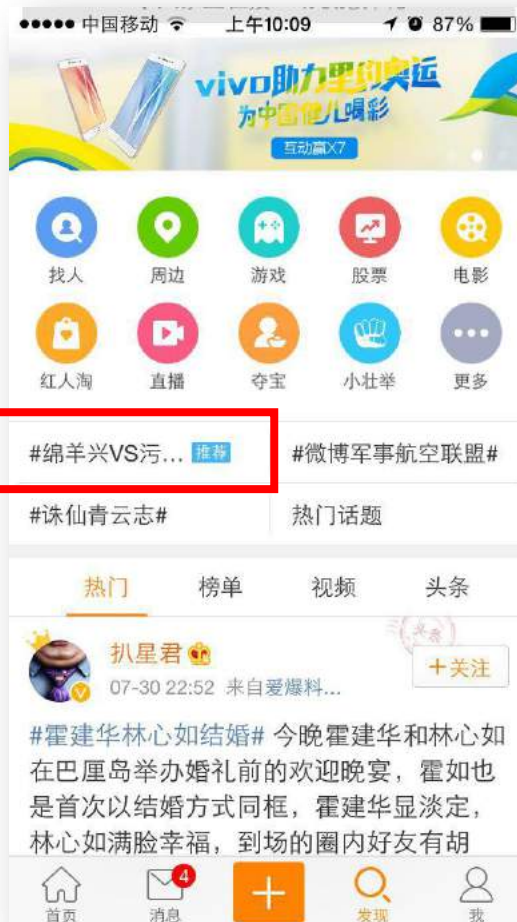 中国移动 上午10:09 87%
vivo助力里约奥运
为中国健儿喝彩
互动赢X7
找人 周边 游戏 股票 电影
红人淘 直播 夺宝 小壮举 更多
#绵羊兴VS污... 推荐 #微博军事航空联盟#
#诛仙青云志# 热门话题
热门 榜单 视频 头条
扒星君
+关注
07-30 22:52 来自爱爆料...
#霍建华林心如结婚# 今晚霍建华和林心如
在巴厘岛举办婚礼前的欢迎晚宴，霍如也
是首次以结婚方式同框，霍建华显淡定，
林心如满脸幸福，到场的圈内好友有胡
4
首页 消息 发现 我